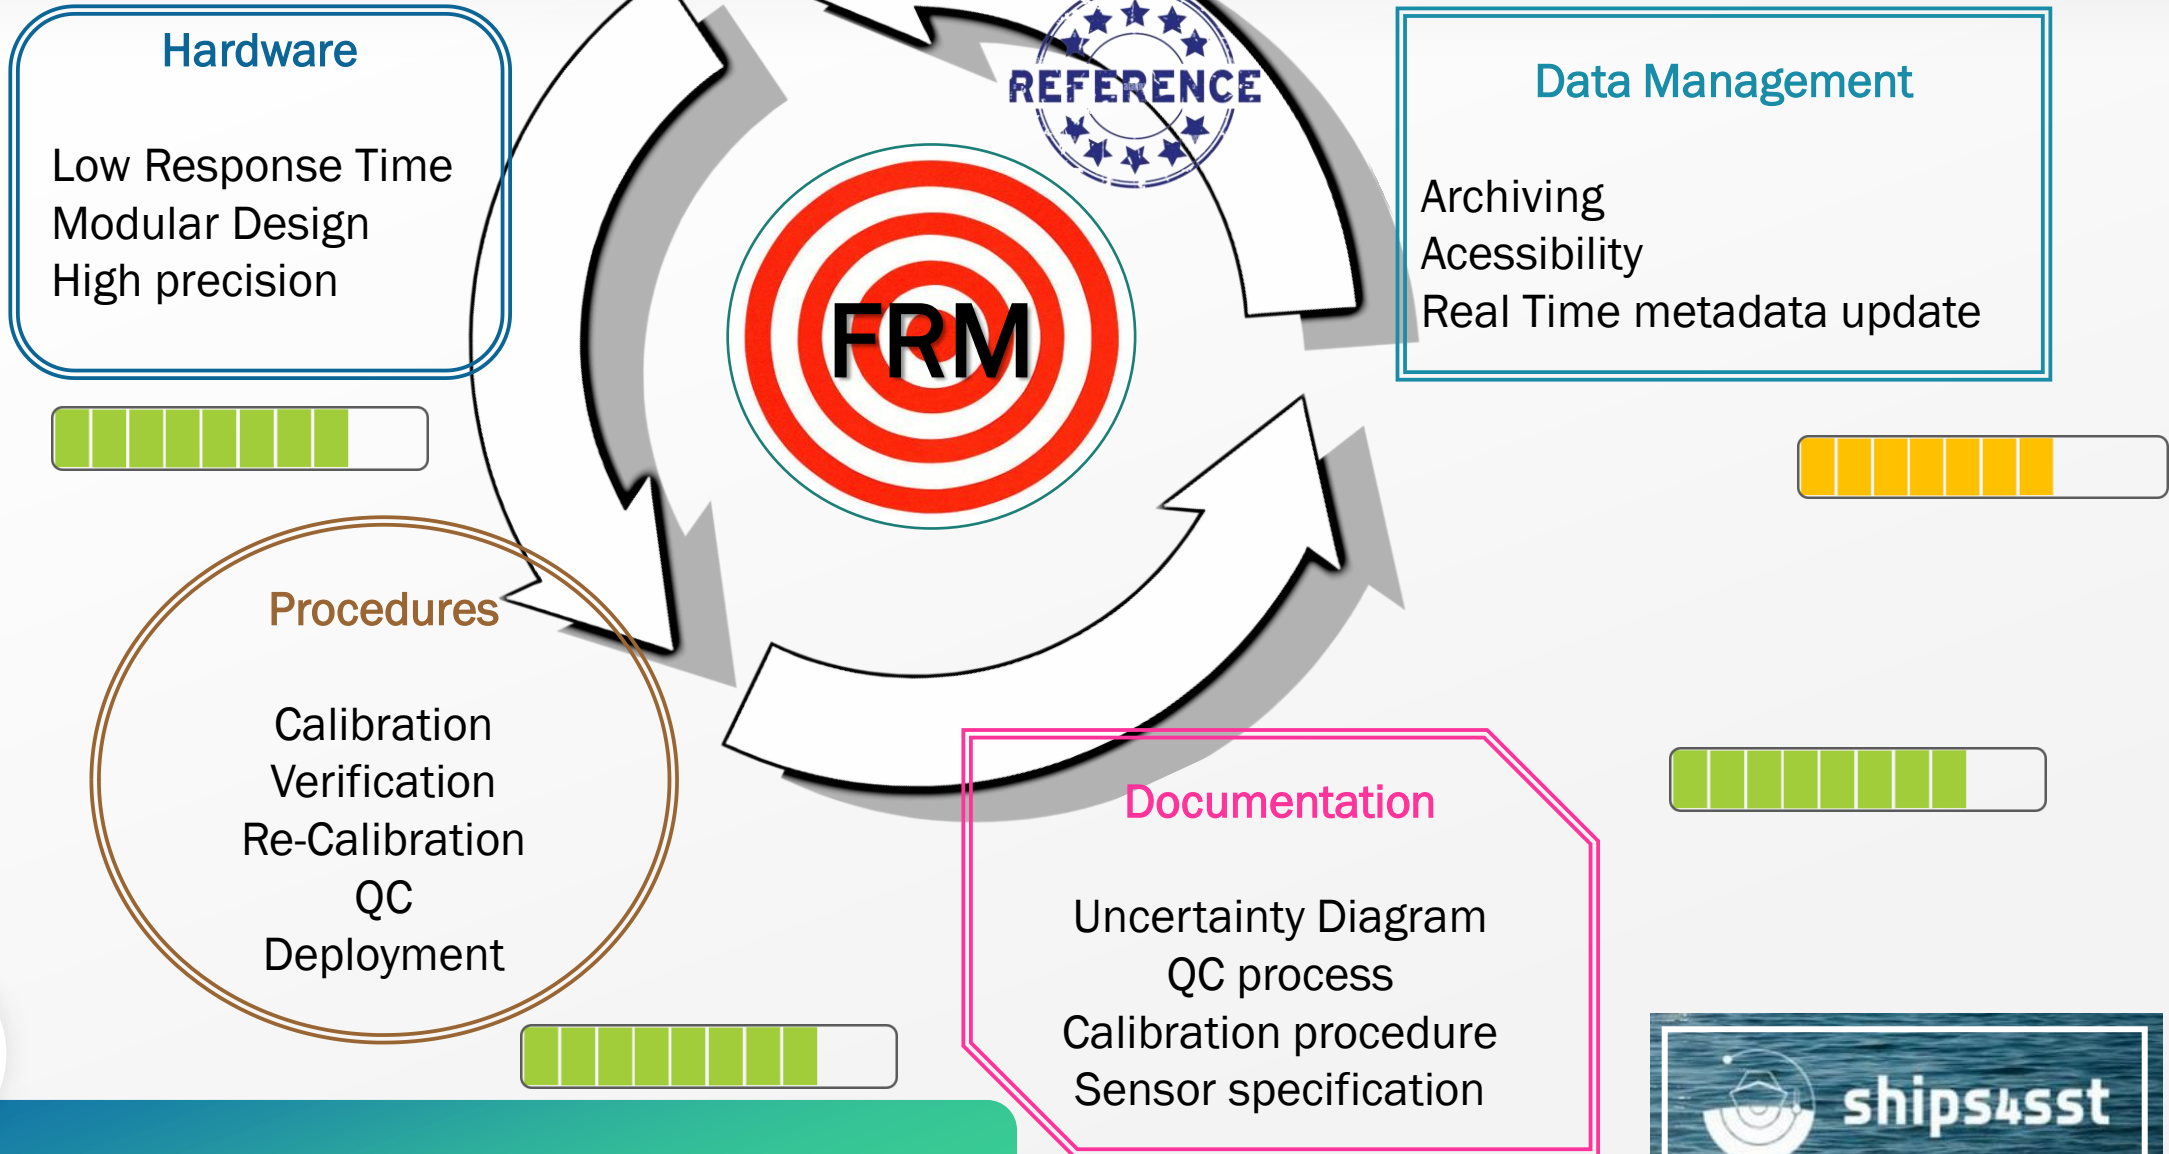 Hardware
Low Response Time
Modular Design
High precision
REFERENCE
FRM
Data Management
Archiving
Acessibility
Real Time metadata update
Procedures
Calibration
Verification
Re-Calibration
QC
Deployment
Documentation
Uncertainty Diagram
QC process
Calibration procedure
Sensor specification
ships4sst